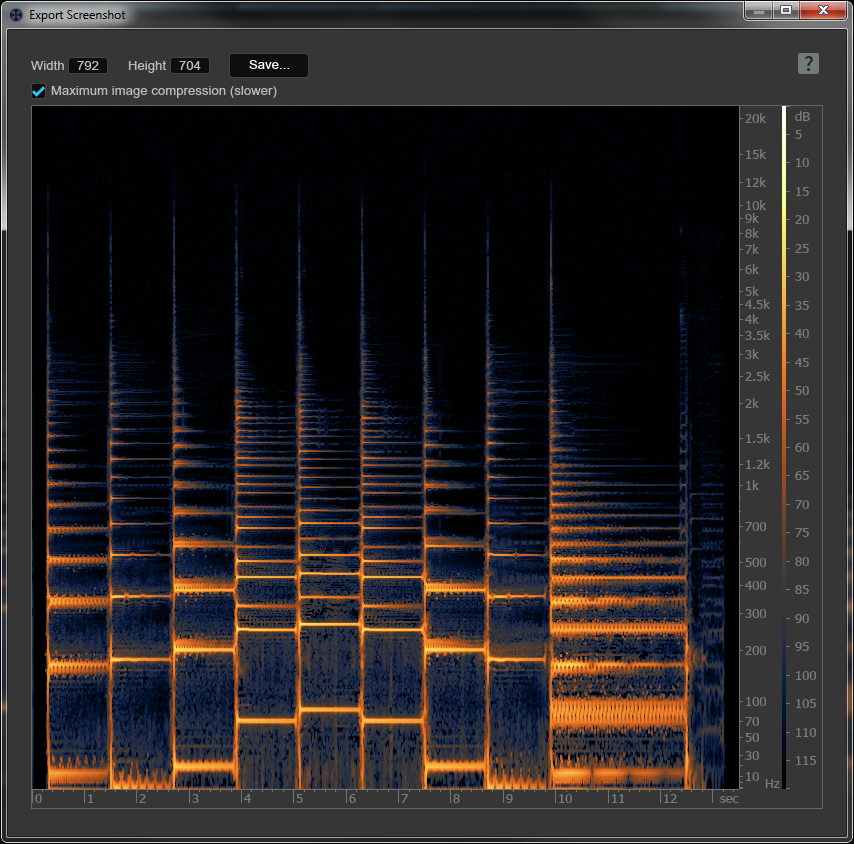 Export Screenshot
Width 792 Height 704 Save... ?
Maximum image compression (slower)
20k
15k
12k
10k
9k
8k
7k
6k
5k
4.5k
4k
3.5k
3k
2.5k
2k
1.5k
1.2k
1k
700
500
400
300
200
100
70
50
30
10
Hz
dB
5
10
15
20
25
30
35
40
45
50
55
60
65
70
75
80
85
90
95
100
105
110
115
0 1 2 3 4 5 6 7 8 9 10 11 12 sec